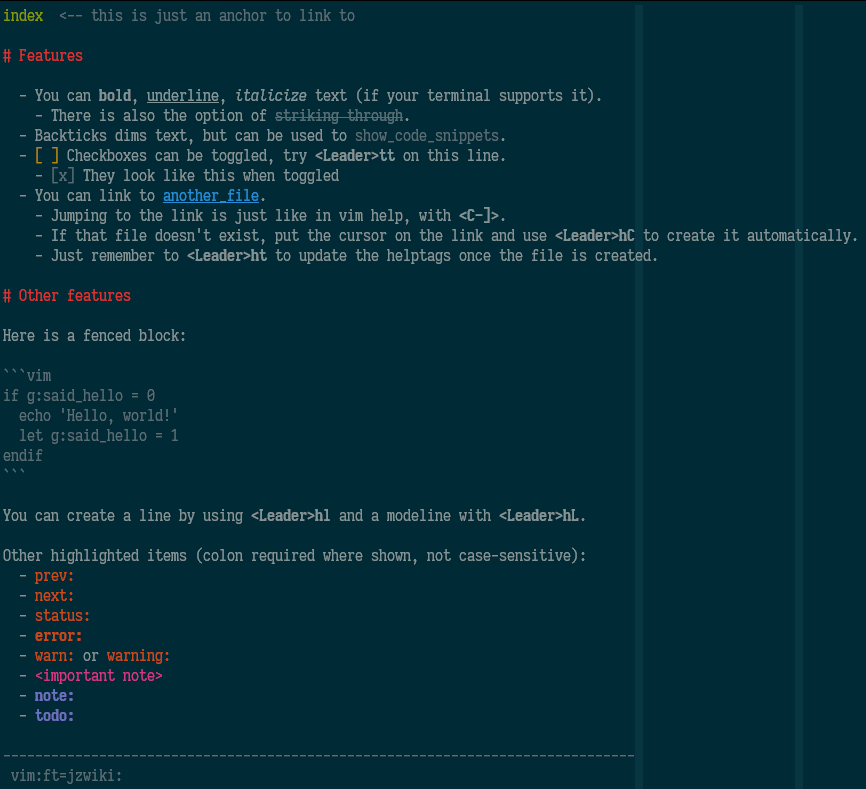 index <-- this is just an anchor to link to
# Features
- You can bold, underline, italicize text (if your terminal supports it).
- There is also the option of striking through.
- Backticks dims text, but can be used to show_code_snippets.
- [ ] Checkboxes can be toggled, try <Leader>tt on this line.
- [x] They look like this when toggled
- You can link to another_file.
- Jumping to the link is just like in vim help, with <C-]>.
- If that file doesn't exist, put the cursor on the link and use <Leader>hC to create it automatically.
- Just remember to <Leader>ht to update the helptags once the file is created.
# Other features
Here is a fenced block:
```vim
if g:said_hello = 0
echo 'Hello, world!'
let g:said_hello = 1
endif
```
You can create a line by using <Leader>hl and a modeline with <Leader>hL.
Other highlighted items (colon required where shown, not case-sensitive):
- prev:
- next:
- status:
- error:
- warn: or warning:
- <important note>
- note:
- todo:
-------------------------------------------------------------------------------
vim:ft=jzwiki: